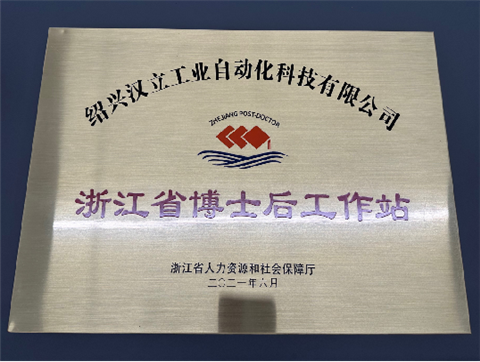 绍兴汉立工业自动化科技有限公司
ZHEJIANG POST-DOCTOR
浙江省博士后工作站
浙江省人力资源和社会保障厅
二〇二一年六月